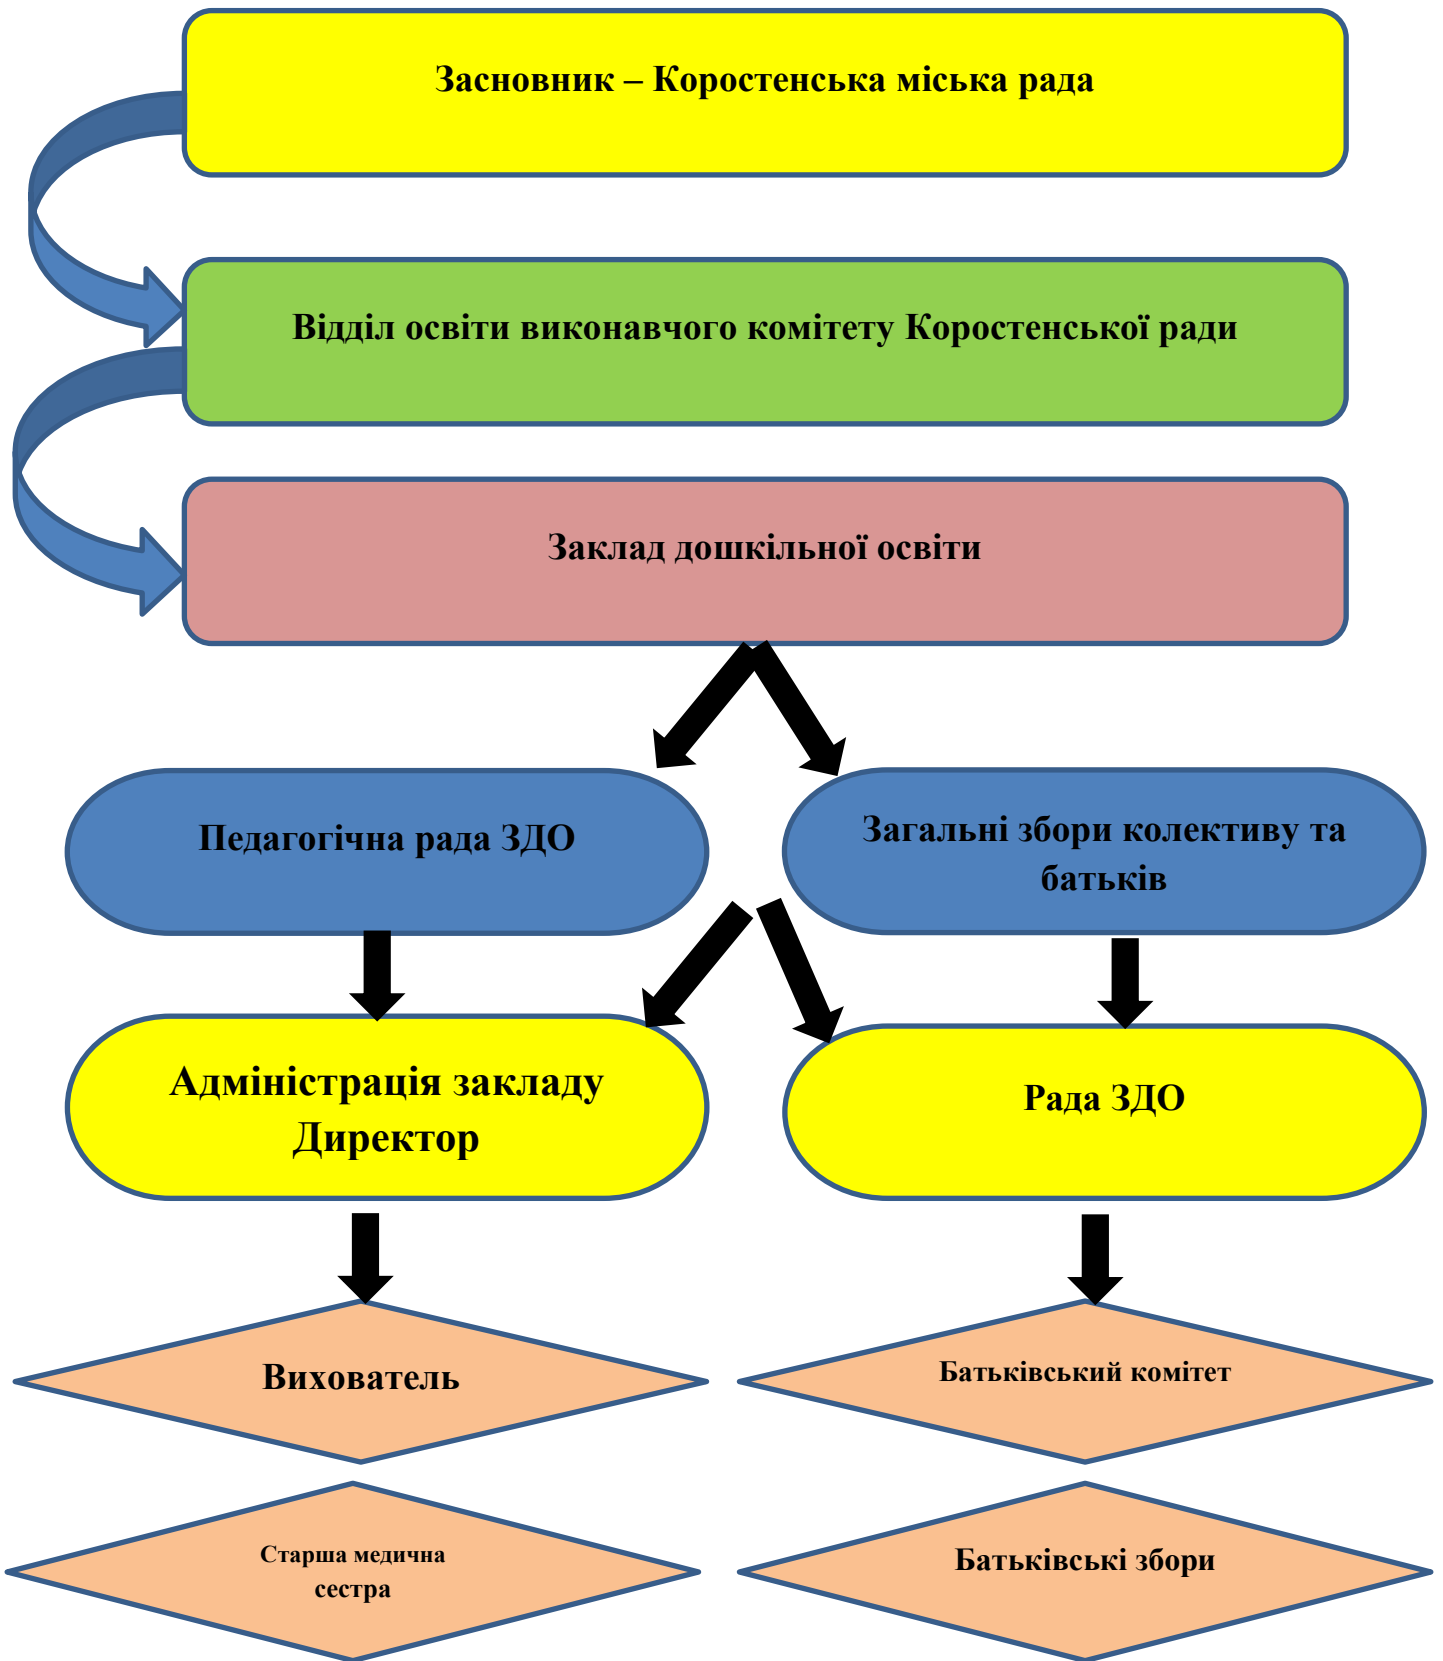 Засновник – Коростенська міська рада
Відділ освіти виконавчого комітету Коростенської ради
Заклад дошкільної освіти
Педагогічна рада ЗДО
Загальні збори колективу та
батьків
Адміністрація закладу
Директор
Рада ЗДО
Вихователь
Батьківський комітет
Старша медична
сестра
Батьківські збори